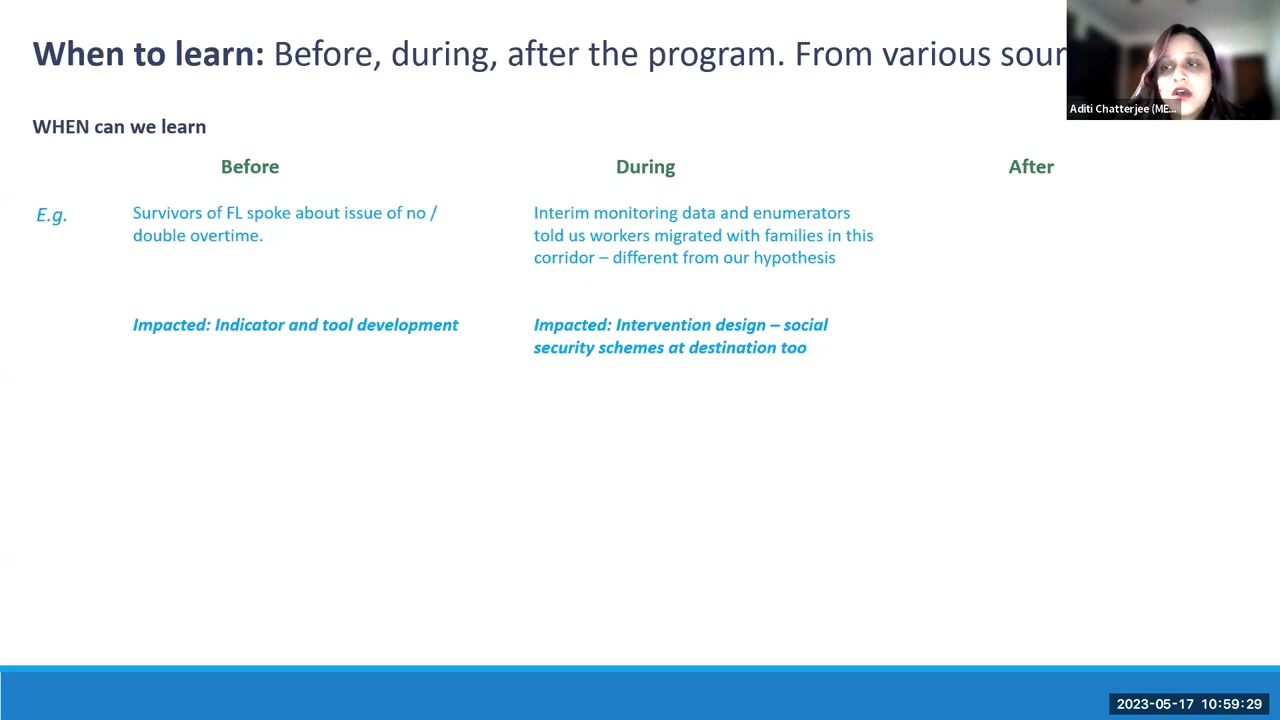 When to learn: Before, during, after the program. From various sour
Aditi Chatterjee (ME...
WHEN can we learn
Before
During
After
E.g.
Survivors of FL spoke about issue of no /
double overtime.
Interim monitoring data and enumerators
told us workers migrated with families in this
corridor – different from our hypothesis
Impacted: Indicator and tool development
Impacted: Intervention design – social
security schemes at destination too
2023-05-17 10:59:29